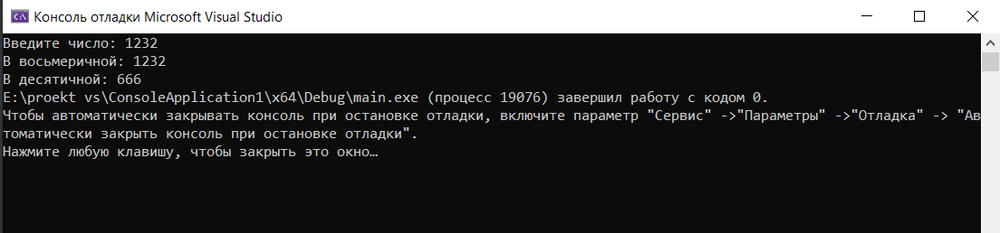 Консоль отладки Microsoft Visual Studio
Введите число: 1232
В восьмеричной: 1232
В десятичной: 666
E:\proekt vs\ConsoleApplication1\x64\Debug\main.exe (процесс 19076) завершил работу с кодом 0.
Чтобы автоматически закрывать консоль при остановке отладки, включите параметр "Сервис" ->"Параметры" ->"Отладка" -> "Ав
томатически закрыть консоль при остановке отладки".
Нажмите любую клавишу, чтобы закрыть это окно…